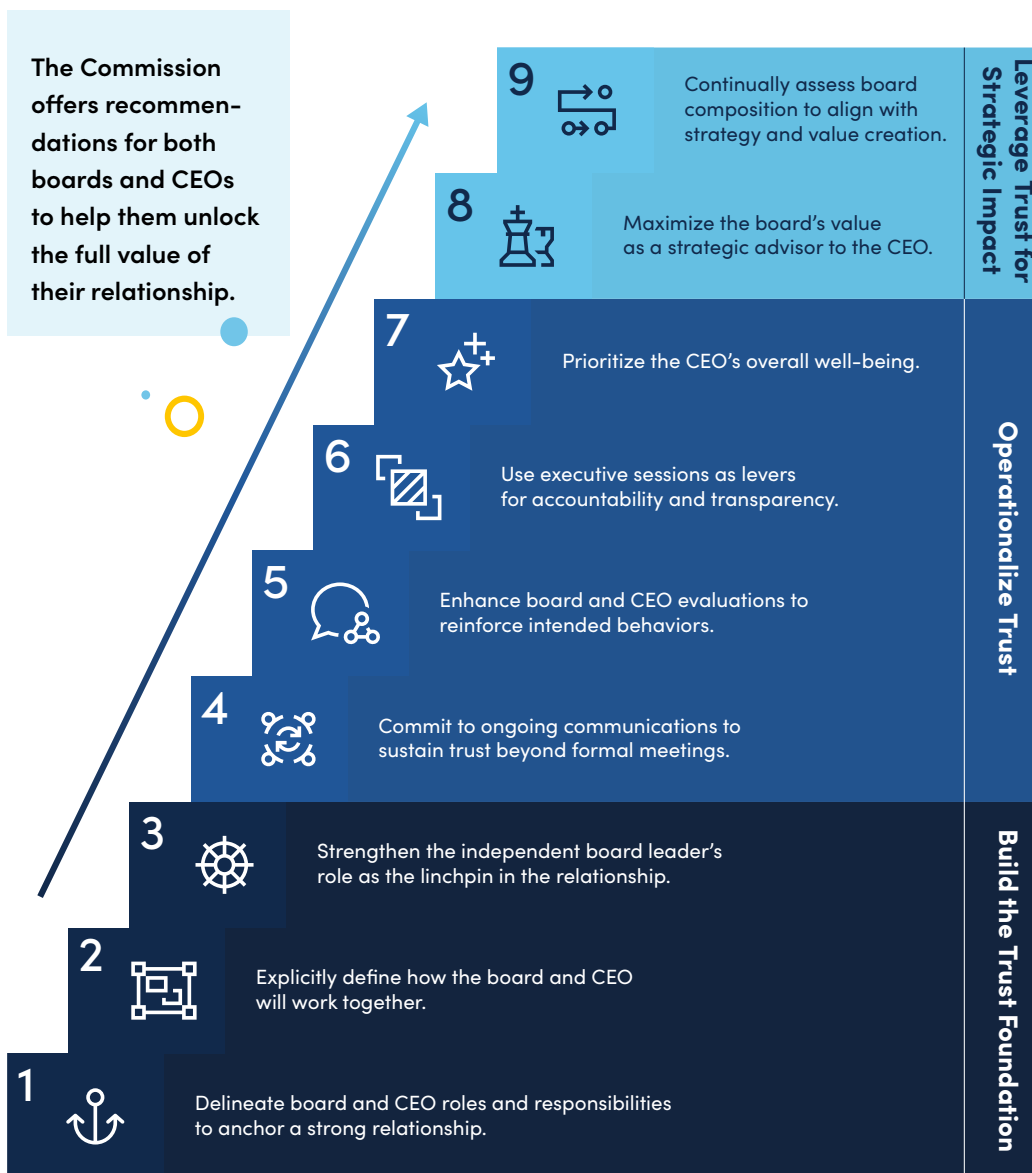 The Commission
offers recommen-
dations for both
boards and CEOs
to help them unlock
the full value of
their relationship.
9
Continually assess board
composition to align with
strategy and value creation.
8
Maximize the board’s value
as a strategic advisor to the CEO.
Leverage Trust for
Strategic Impact
7
Prioritize the CEO’s overall well-being.
6
Use executive sessions as levers
for accountability and transparency.
5
Enhance board and CEO evaluations to
reinforce intended behaviors.
4
Commit to ongoing communications to
sustain trust beyond formal meetings.
Operationalize Trust
3
Strengthen the independent board leader’s
role as the linchpin in the relationship.
2
Explicitly define how the board and CEO
will work together.
1
Delineate board and CEO roles and responsibilities
to anchor a strong relationship.
Build the Trust Foundation